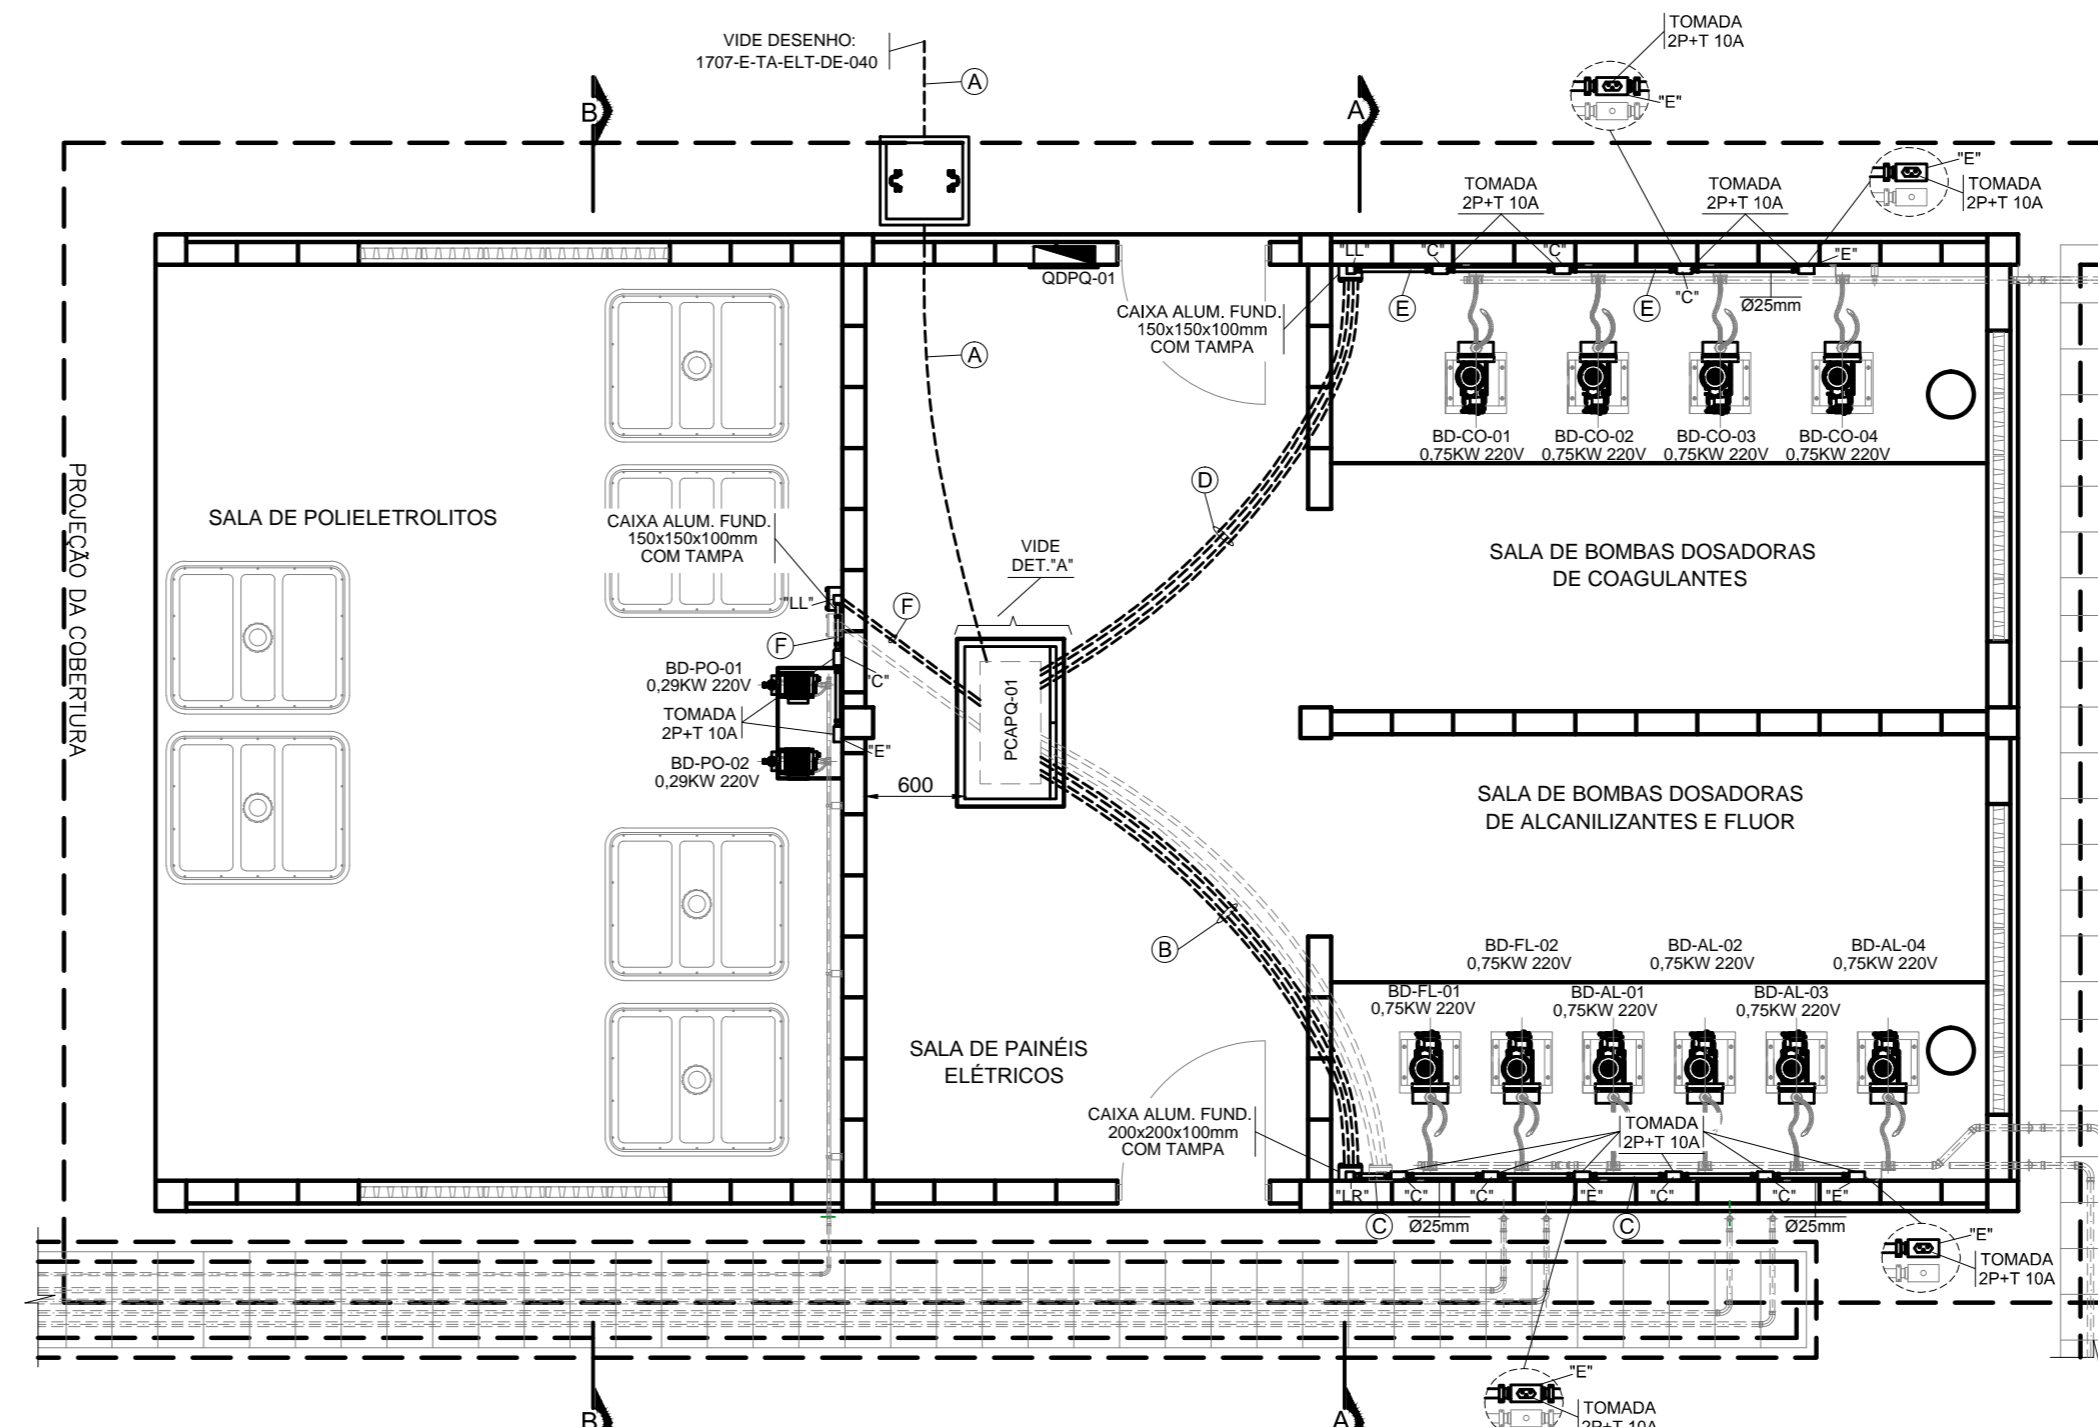 VIDE DESENHO:
1707-E-TA-ELT-DE-040
A
TOMADA
2P+T 10A
"E"
B
A
"E"
TOMADA
2P+T 10A
TOMADA
2P+T 10A
TOMADA
2P+T 10A
QDPQ-01
"LL"
"C"
"C"
"E"
"C"
Ø25mm
E
E
CAIXA ALUM. FUND.
150x150x100mm
COM TAMPA
A
BD-CO-01
0,75KW 220V
BD-CO-02
0,75KW 220V
BD-CO-03
0,75KW 220V
BD-CO-04
0,75KW 220V
PROJEÇÃO DA COBERTURA
SALA DE POLIELETROLITOS
CAIXA ALUM. FUND.
150x150x100mm
COM TAMPA
D
VIDE
DET."A"
SALA DE BOMBAS DOSADORAS
DE COAGULANTES
"LL"
F
F
BD-PO-01
0,29KW 220V
"C"
TOMADA
2P+T 10A
"E"
BD-PO-02
0,29KW 220V
PCAPQ-01
600
SALA DE BOMBAS DOSADORAS
DE ALCANILIZANTES E FLUOR
B
BD-FL-02
0,75KW 220V
BD-AL-02
0,75KW 220V
BD-AL-04
0,75KW 220V
BD-FL-01
0,75KW 220V
BD-AL-01
0,75KW 220V
BD-AL-03
0,75KW 220V
SALA DE PAINÉIS
ELÉTRICOS
CAIXA ALUM. FUND.
200x200x100mm
COM TAMPA
TOMADA
2P+T 10A
"LR"
"C"
"C"
"E"
"C"
"C"
"E"
C
Ø25mm
C
Ø25mm
"E"
TOMADA
2P+T 10A
"E"
TOMADA
2P+T 10A
B
A